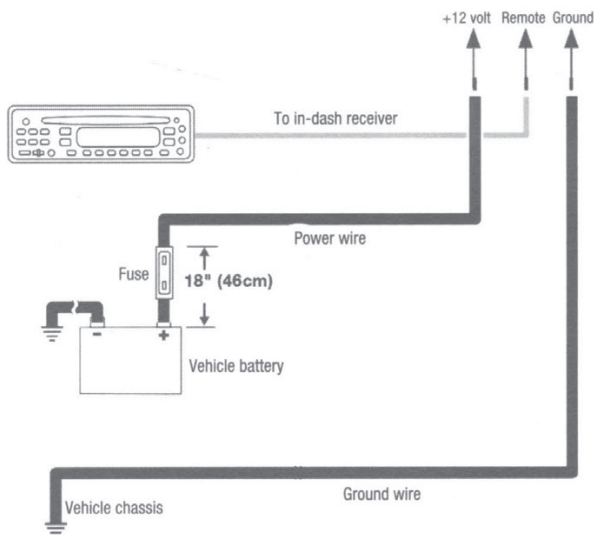 +12 volt Remote Ground
To in-dash receiver
Power wire
Fuse
18" (46cm)
- +
Vehicle battery
Ground wire
Vehicle chassis